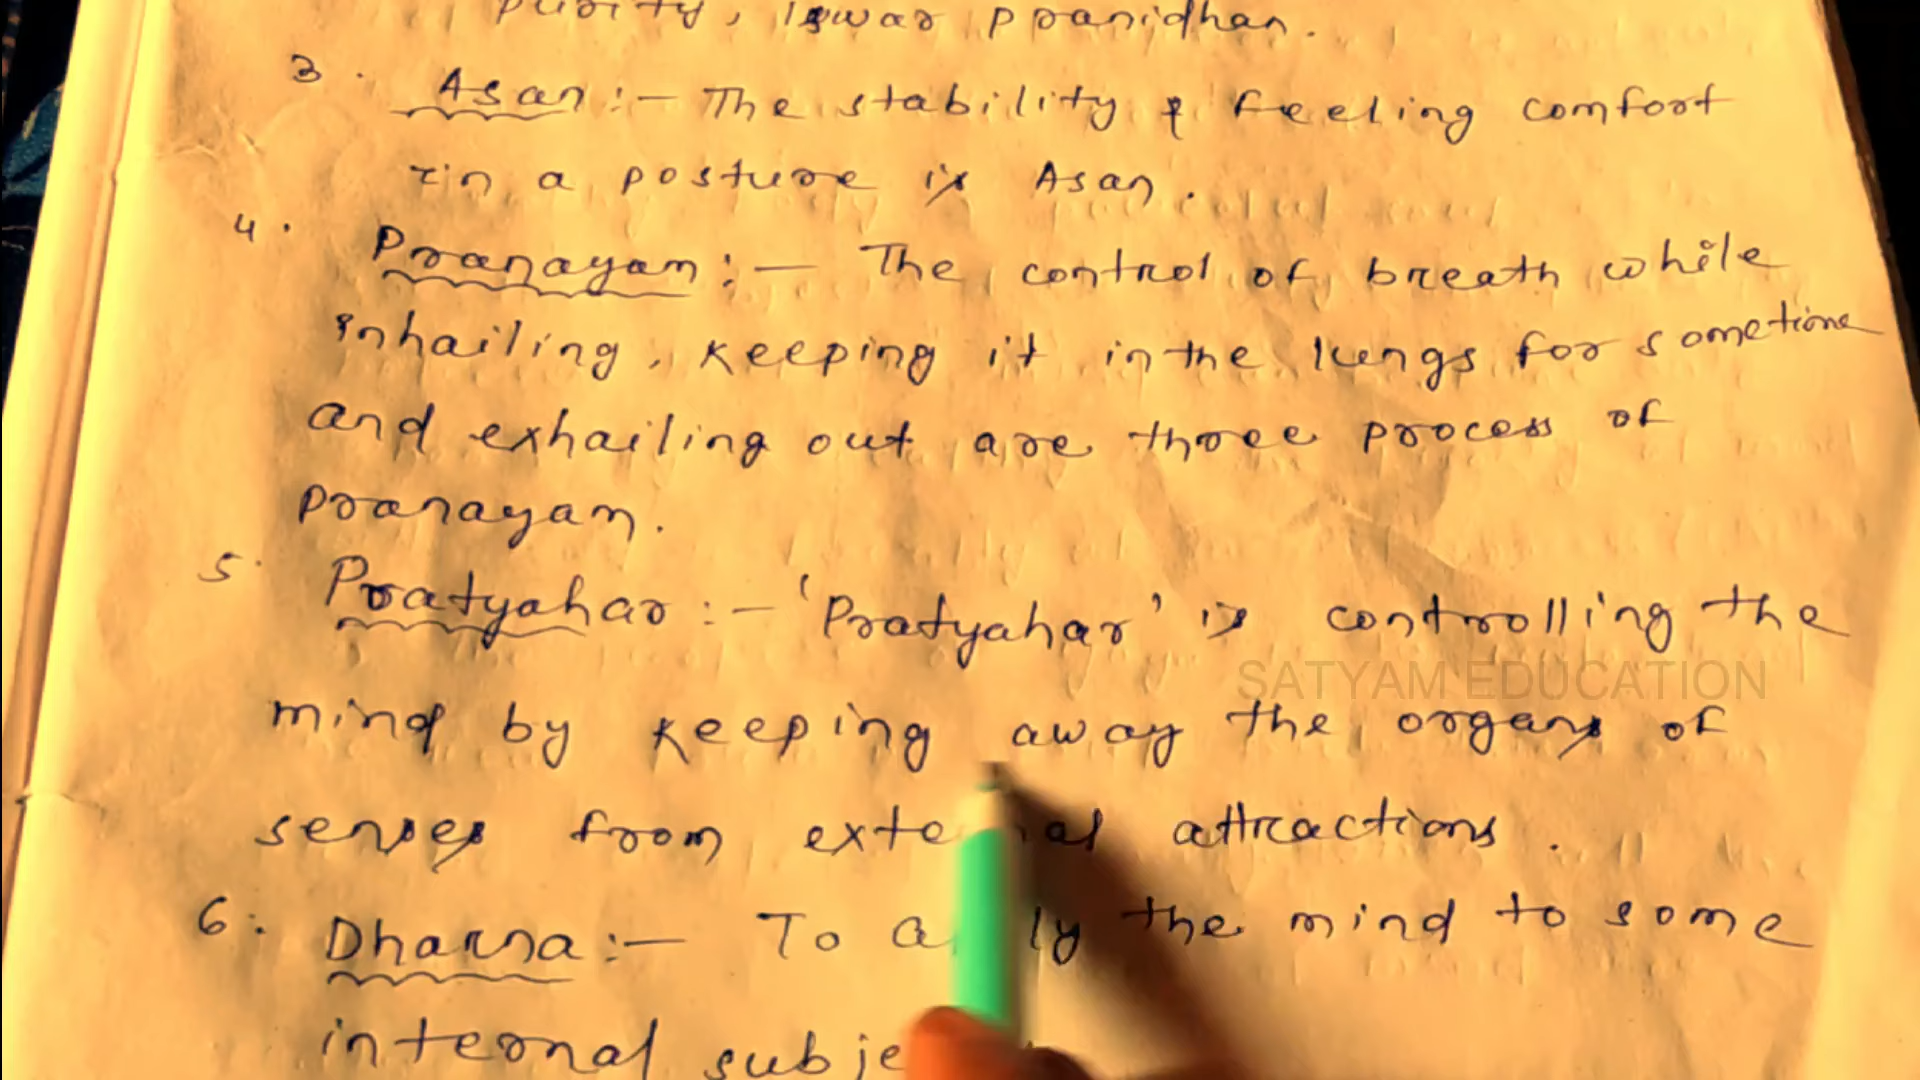 purity, Iswar Pranidhan.
3. Asan :- The stability & feeling comfort
in a posture is Asan.
4. Pranayam :- The control of breath while
inhailing, keeping it in the lungs for sometime
and exhailing out are three process of
pranayam.
5. Pratyahar :- 'Pratyahar' is controlling the
mind by keeping away the organs of
SATYAM EDUCATION
senses from attractions.
6. Dharna :- To the mind to some
internal